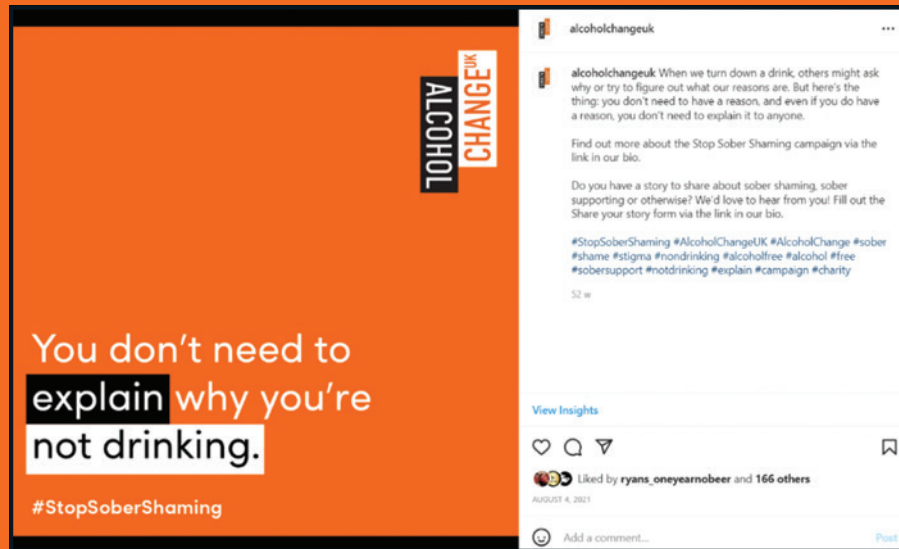 ALCOHOL
CHANGE UK
You don't need to
explain why you're
not drinking.
#StopSoberShaming
alcoholchangeuk
alcoholchangeuk When we turn down a drink, others might ask
why or try to figure out what our reasons are. But here's the
thing: you don't need to have a reason, and even if you do have
a reason, you don't need to explain it to anyone.
Find out more about the Stop Sober Shaming campaign via the
link in our bio.
Do you have a story to share about sober shaming, sober
supporting or otherwise? We'd love to hear from you! Fill out the
Share your story form via the link in our bio.
#StopSoberShaming #AlcoholChangeUK #AlcoholChange #sober
#shame #stigma #nondrinking #alcoholfree #alcohol #free
#sobersupport #notdrinking #explain #campaign #charity
52 w
View Insights
Liked by ryans_oneyearnobeer and 166 others
AUGUST 4, 2021
Add a comment...
Post